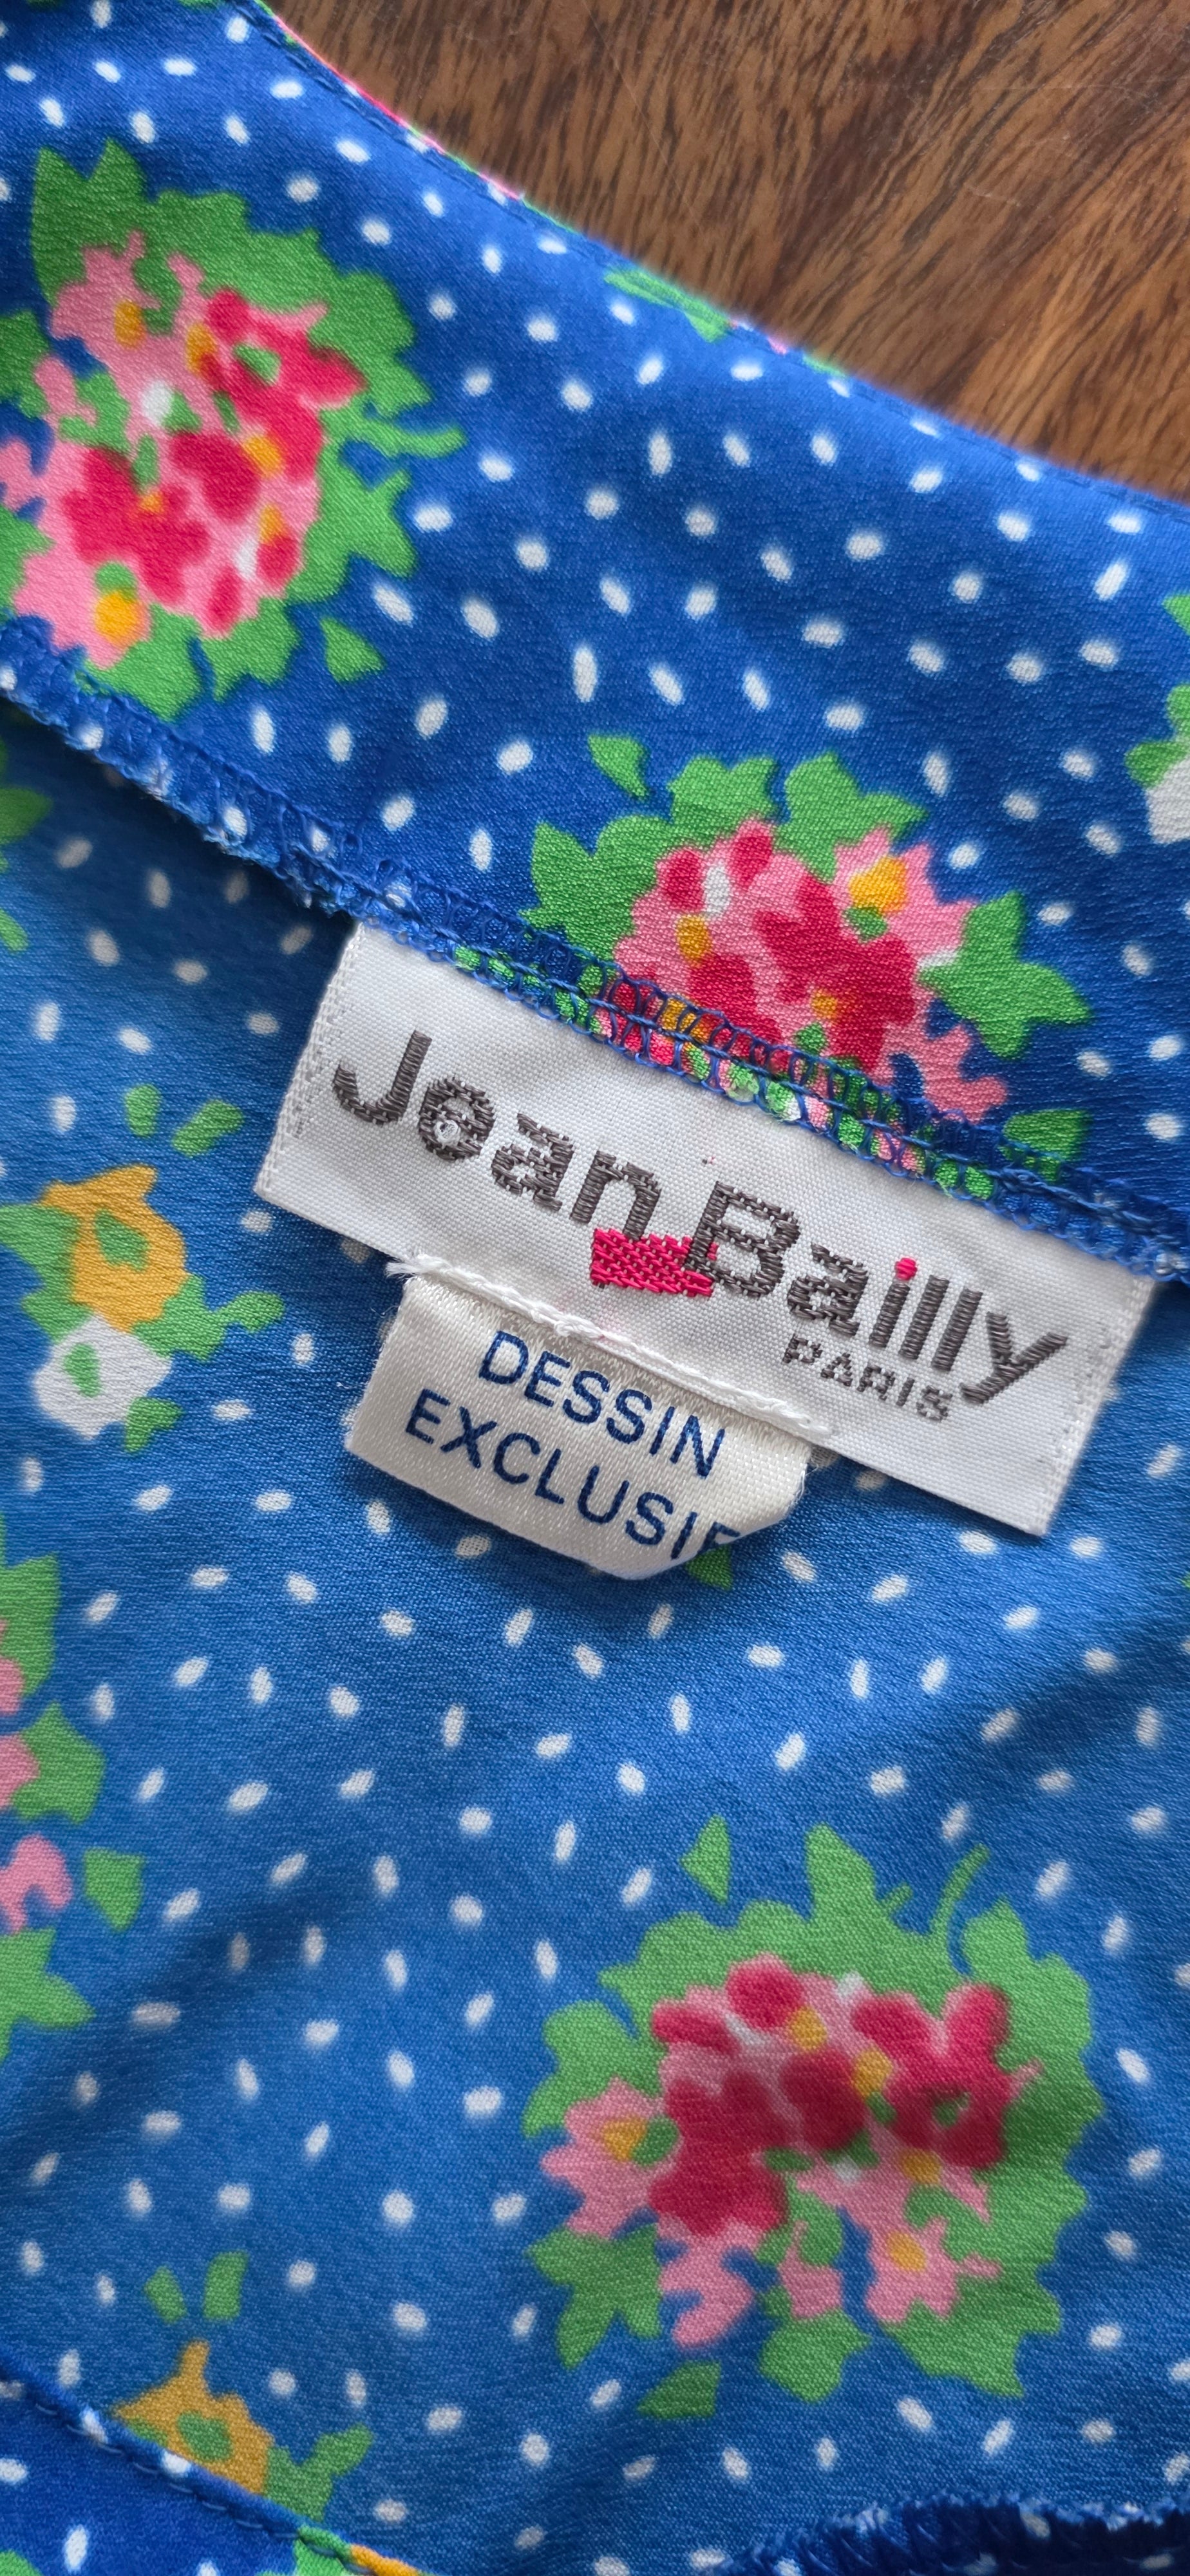 Jean Bailly
PARIS
DESSIN
EXCLUSIF